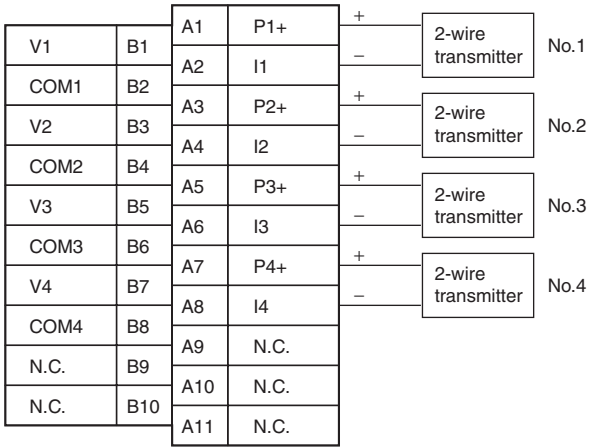 A1 P1+ +
V1 B1 2-wire
transmitter No.1
A2 I1 –
COM1 B2
A3 P2+ +
V2 B3 2-wire
transmitter No.2
A4 I2 –
COM2 B4
A5 P3+ +
V3 B5 2-wire
transmitter No.3
A6 I3 –
COM3 B6
A7 P4+ +
V4 B7 2-wire
transmitter No.4
A8 I4 –
COM4 B8
A9 N.C.
N.C. B9
A10 N.C.
N.C. B10
A11 N.C.